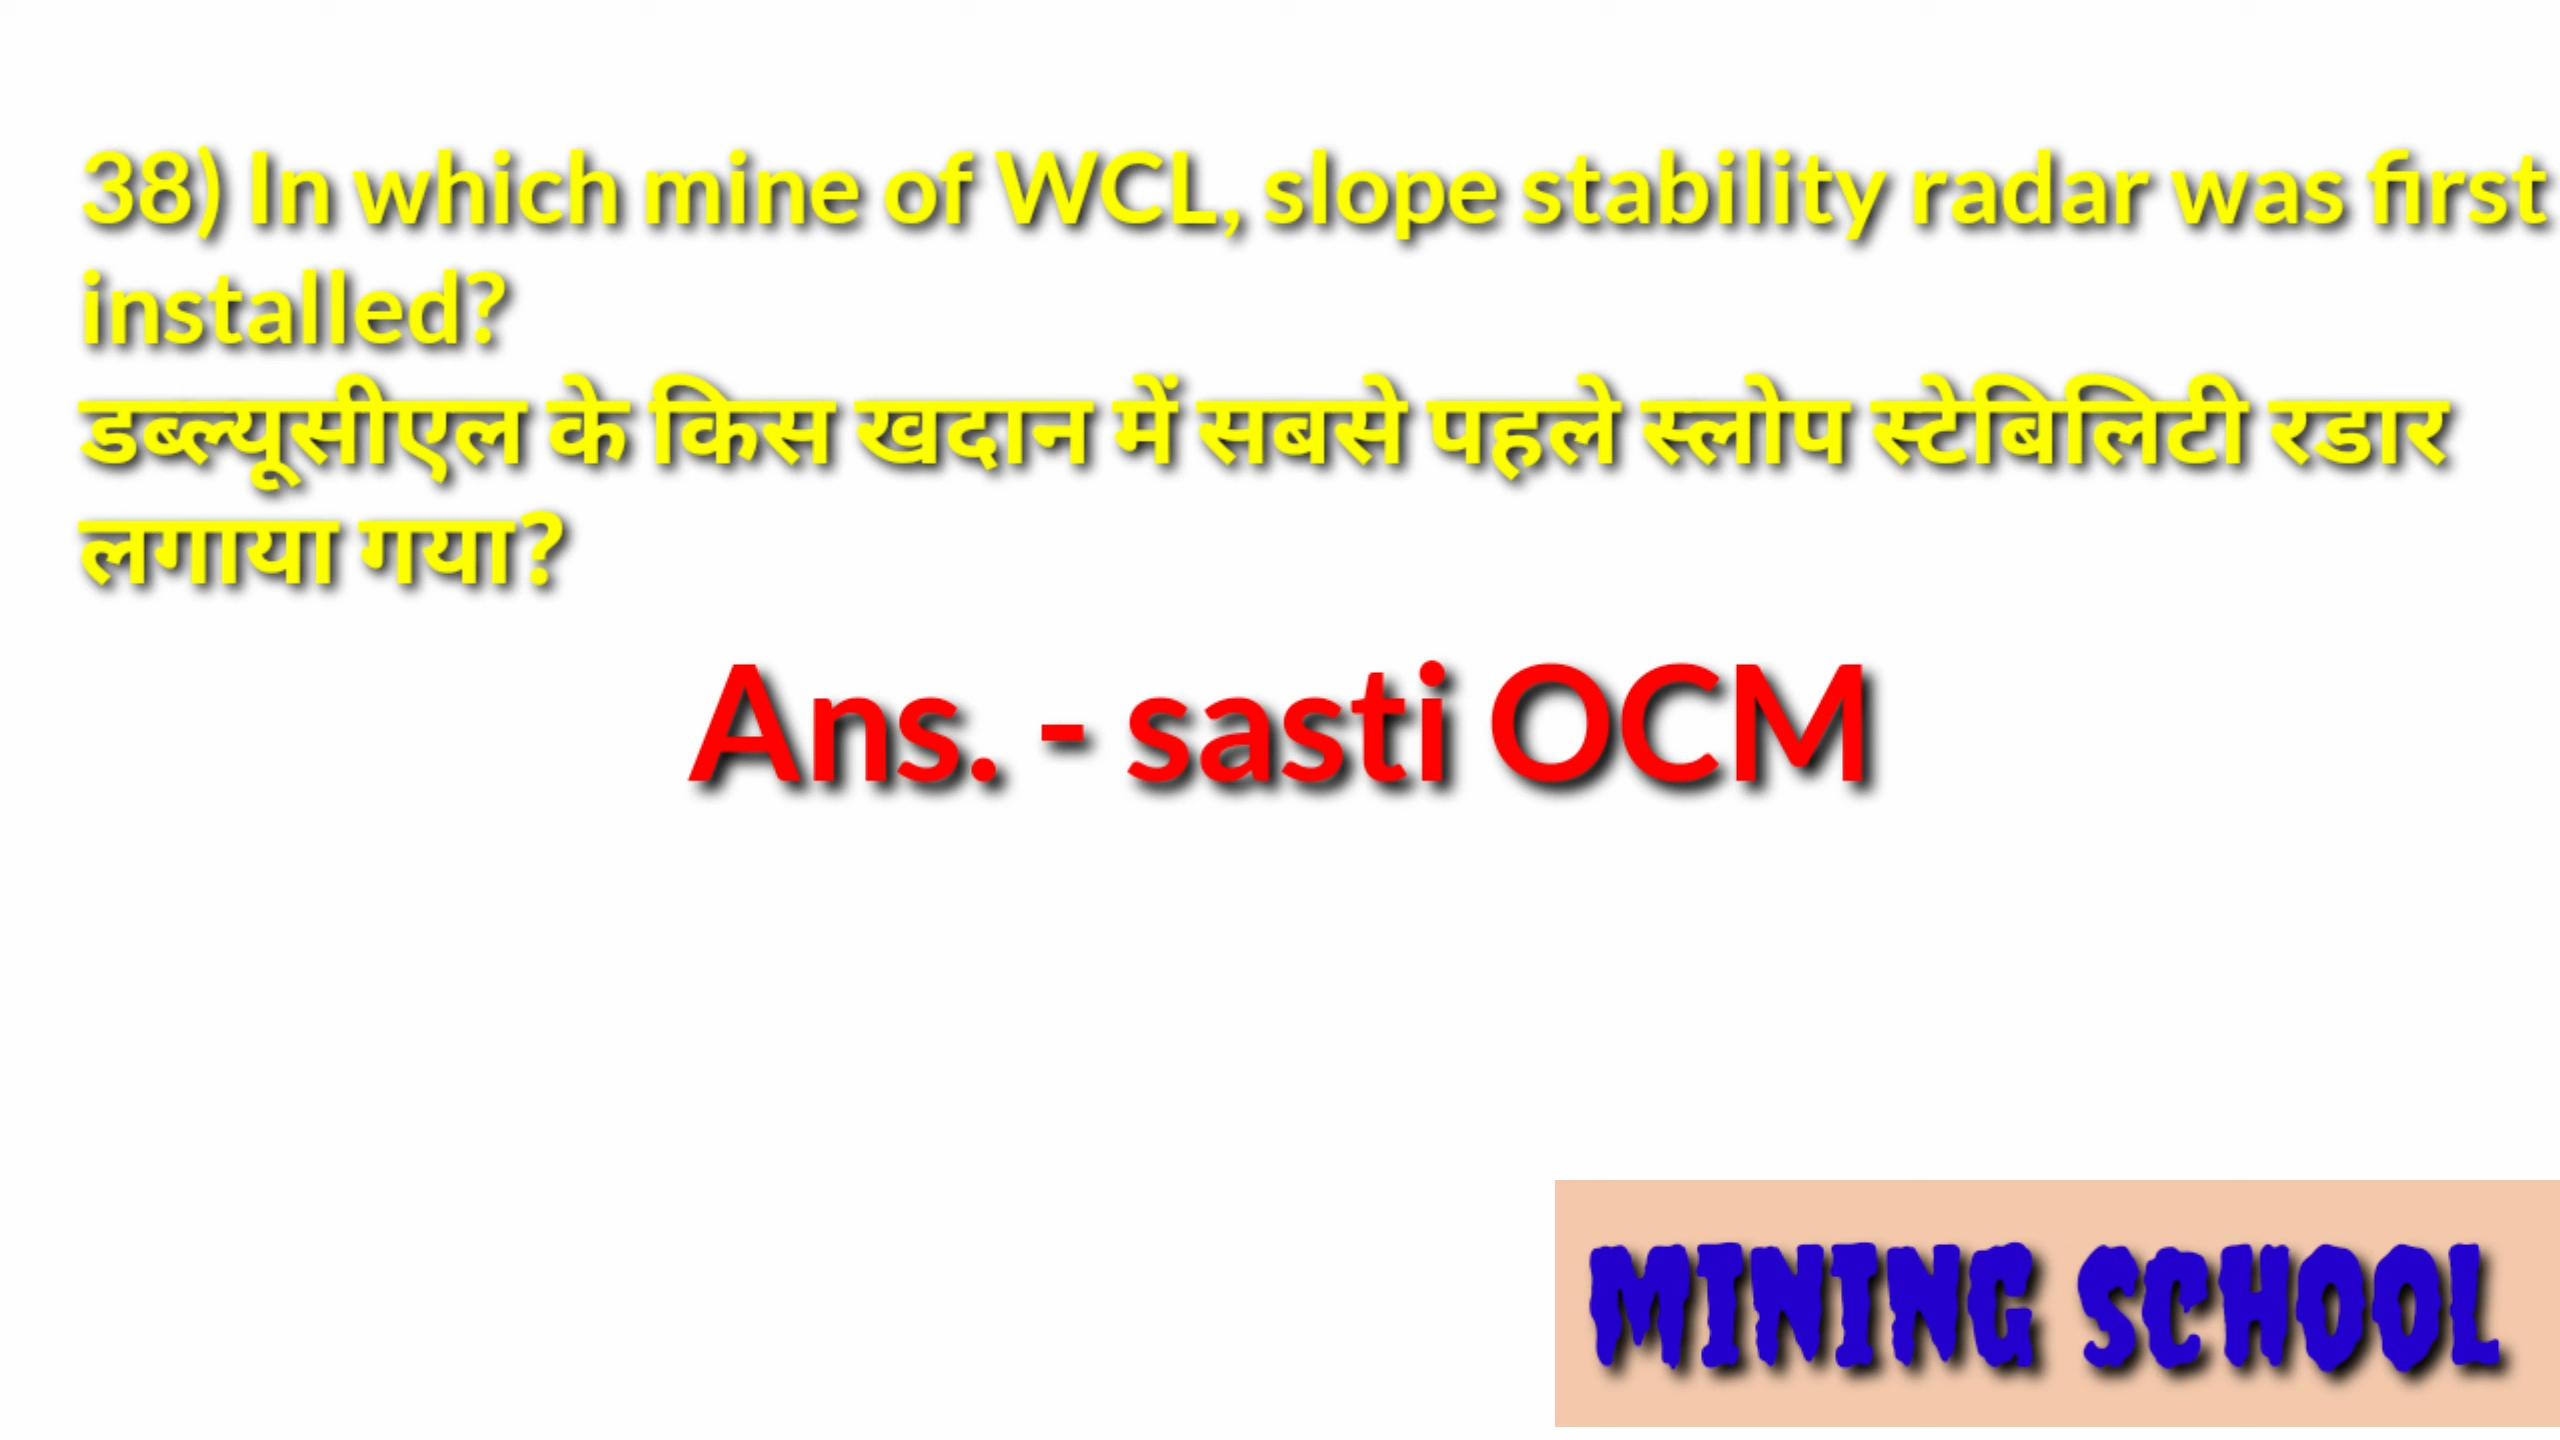 38) In which mine of WCL, slope stability radar was first
installed?
डब्ल्यूसीएल के किस खदान में सबसे पहले स्लोप स्टेबिलिटी रडार
लगाया गया?
Ans. - sasti OCM
MINING SCHOOL